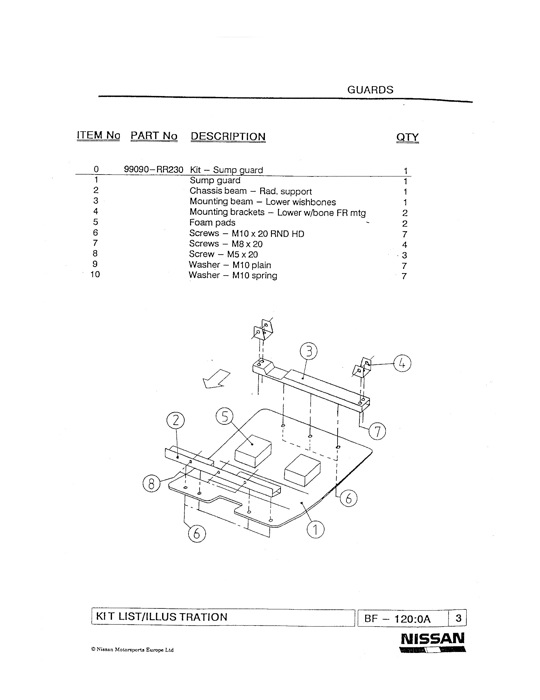 GUARDS
ITEM No PART No DESCRIPTION QTY
0 99090-RR230 Kit – Sump guard 1
1 Sump guard 1
2 Chassis beam – Rad. support 1
3 Mounting beam – Lower wishbones 1
4 Mounting brackets – Lower w/bone FR mtg 2
5 Foam pads 2
6 Screws – M10 x 20 RND HD 7
7 Screws – M8 x 20 4
8 Screw – M5 x 20 3
9 Washer – M10 plain 7
10 Washer – M10 spring 7
3
4
5
2
7
8
6
6
1
KIT LIST/ILLUS TRATION BF – 120:0A 3
NISSAN
© Nissan Motorsports Europe Ltd